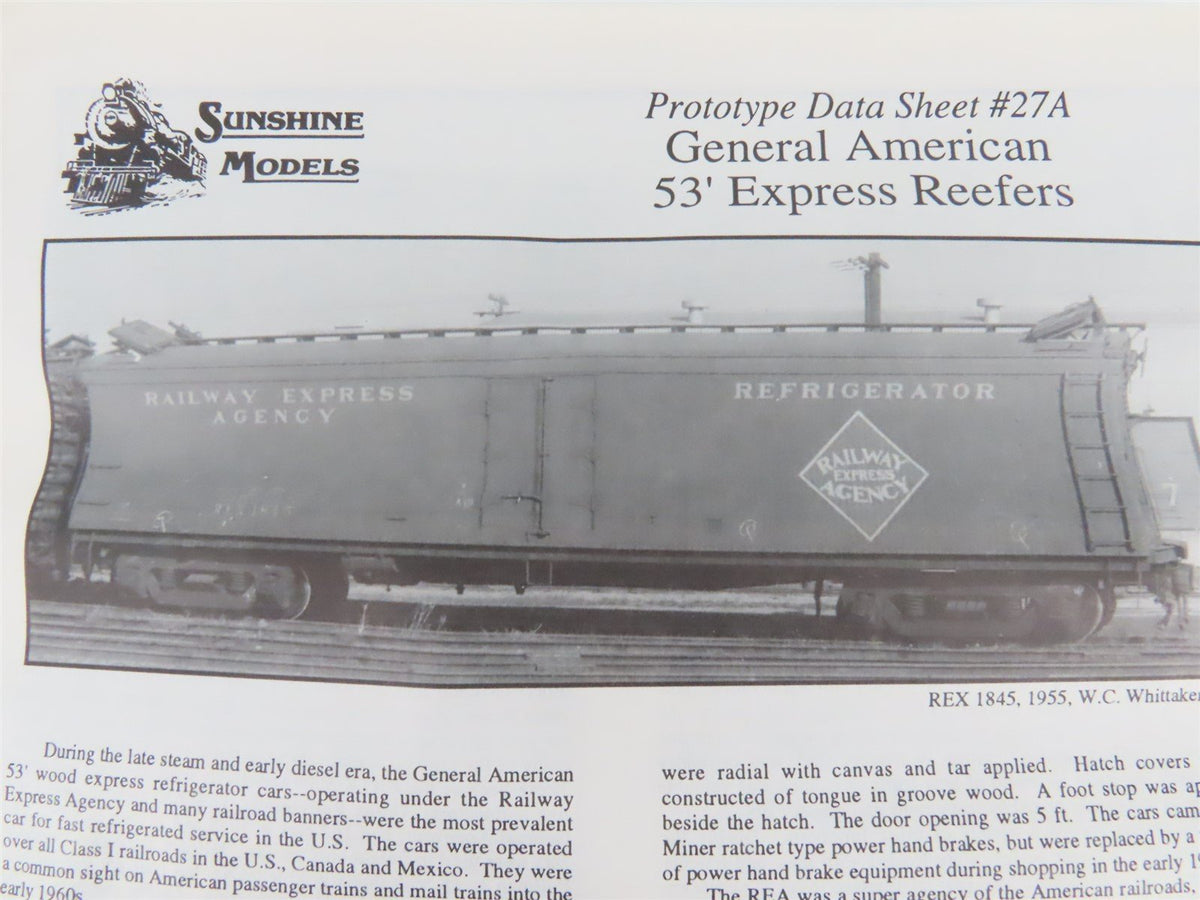 SUNSHINE
MODELS
Prototype Data Sheet #27A
General American
53' Express Reefers
RAILWAY EXPRESS
AGENCY
REFRIGERATOR
RAILWAY
EXPRESS
AGENCY
REX 1845, 1955, W.C. Whittaker
During the late steam and early diesel era, the General American
53' wood express refrigerator cars--operating under the Railway
Express Agency and many railroad banners--were the most prevalent
car for fast refrigerated service in the U.S. The cars were operated
over all Class I railroads in the U.S., Canada and Mexico. They were
a common sight on American passenger trains and mail trains into the
early 1960s
were radial with canvas and tar applied. Hatch covers
constructed of tongue in groove wood. A foot stop was ap
beside the hatch. The door opening was 5 ft. The cars cam
Miner ratchet type power hand brakes, but were replaced by a
of power hand brake equipment during shopping in the early 19
The REA was a super agency of the American railroads,